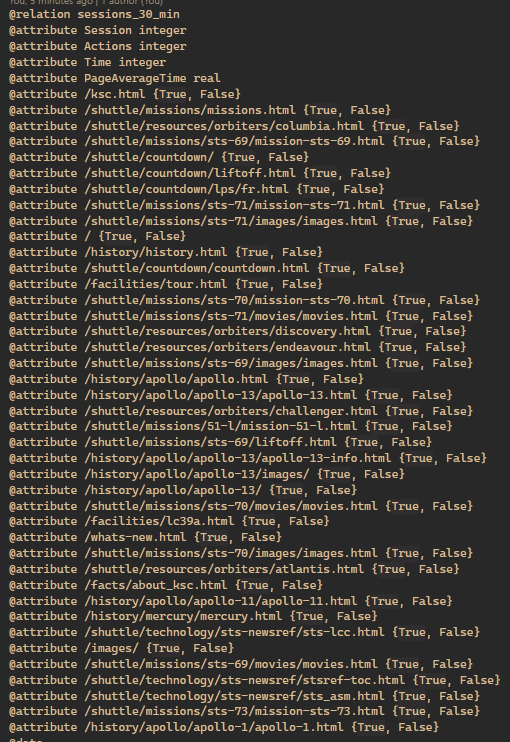 You, 5 minutes ago | 1 author (You)
@relation sessions_30_min
@attribute Session integer
@attribute Actions integer
@attribute Time integer
@attribute PageAverageTime real
@attribute /ksc.html {True, False}
@attribute /shuttle/missions/missions.html {True, False}
@attribute /shuttle/resources/orbiters/columbia.html {True, False}
@attribute /shuttle/missions/sts-69/mission-sts-69.html {True, False}
@attribute /shuttle/countdown/ {True, False}
@attribute /shuttle/countdown/liftoff.html {True, False}
@attribute /shuttle/countdown/lps/fr.html {True, False}
@attribute /shuttle/missions/sts-71/mission-sts-71.html {True, False}
@attribute /shuttle/missions/sts-71/images/images.html {True, False}
@attribute / {True, False}
@attribute /history/history.html {True, False}
@attribute /shuttle/countdown/countdown.html {True, False}
@attribute /facilities/tour.html {True, False}
@attribute /shuttle/missions/sts-70/mission-sts-70.html {True, False}
@attribute /shuttle/missions/sts-71/movies/movies.html {True, False}
@attribute /shuttle/resources/orbiters/discovery.html {True, False}
@attribute /shuttle/resources/orbiters/endeavour.html {True, False}
@attribute /shuttle/missions/sts-69/images/images.html {True, False}
@attribute /history/apollo/apollo.html {True, False}
@attribute /history/apollo/apollo-13/apollo-13.html {True, False}
@attribute /shuttle/resources/orbiters/challenger.html {True, False}
@attribute /shuttle/missions/51-l/mission-51-l.html {True, False}
@attribute /shuttle/missions/sts-69/liftoff.html {True, False}
@attribute /history/apollo/apollo-13/apollo-13-info.html {True, False}
@attribute /history/apollo/apollo-13/images/ {True, False}
@attribute /history/apollo/apollo-13/ {True, False}
@attribute /shuttle/missions/sts-70/movies/movies.html {True, False}
@attribute /facilities/lc39a.html {True, False}
@attribute /whats-new.html {True, False}
@attribute /shuttle/missions/sts-70/images/images.html {True, False}
@attribute /shuttle/resources/orbiters/atlantis.html {True, False}
@attribute /facts/about_ksc.html {True, False}
@attribute /history/apollo/apollo-11/apollo-11.html {True, False}
@attribute /history/mercury/mercury.html {True, False}
@attribute /shuttle/technology/sts-newsref/sts-lcc.html {True, False}
@attribute /images/ {True, False}
@attribute /shuttle/missions/sts-69/movies/movies.html {True, False}
@attribute /shuttle/technology/sts-newsref/stsref-toc.html {True, False}
@attribute /shuttle/technology/sts-newsref/sts_asm.html {True, False}
@attribute /shuttle/missions/sts-73/mission-sts-73.html {True, False}
@attribute /history/apollo/apollo-1/apollo-1.html {True, False}
@data